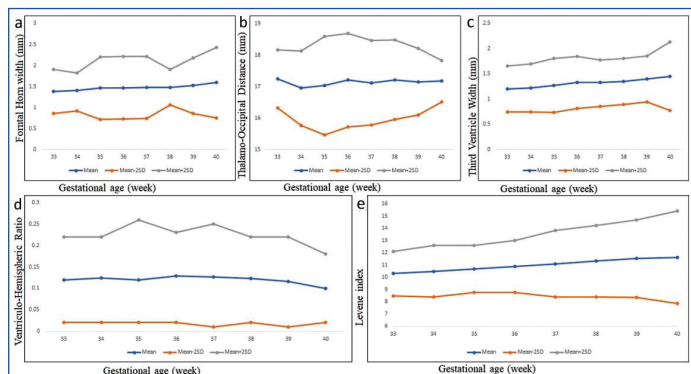 a
Fontal Hom width (mm)
3
2.5
2
1.5
1
0.5
0
33 34 35 36 37 38 39 40
Gestational age (week)
Mean Mean-2SD Mean+2SD
b
Thalamo-Occipital Distance (mm)
19
18
17
16
15
33 34 35 36 37 38 39 40
Gestational age (week)
Mean Mean-2SD Mean+2SD
c
Third Ventricle Width (mm)
2.5
2
1.5
1
0.5
0
33 34 35 36 37 38 39 40
Gestational age (week)
Mean Mean-2SD Mean+2SD
d
Ventriculo-Hemispheric Ratio
0.3
0.25
0.2
0.15
0.1
0.05
0
33 34 35 36 37 38 39 40
Mean Mean-2SD Mean+2SD
Gestational age (week)
e
Levene index
16
15
14
13
12
11
10
9
8
7
6
33 34 35 36 37 38 39 40
Mean Mean-2SD Mean+2SD
Gestational age (week)